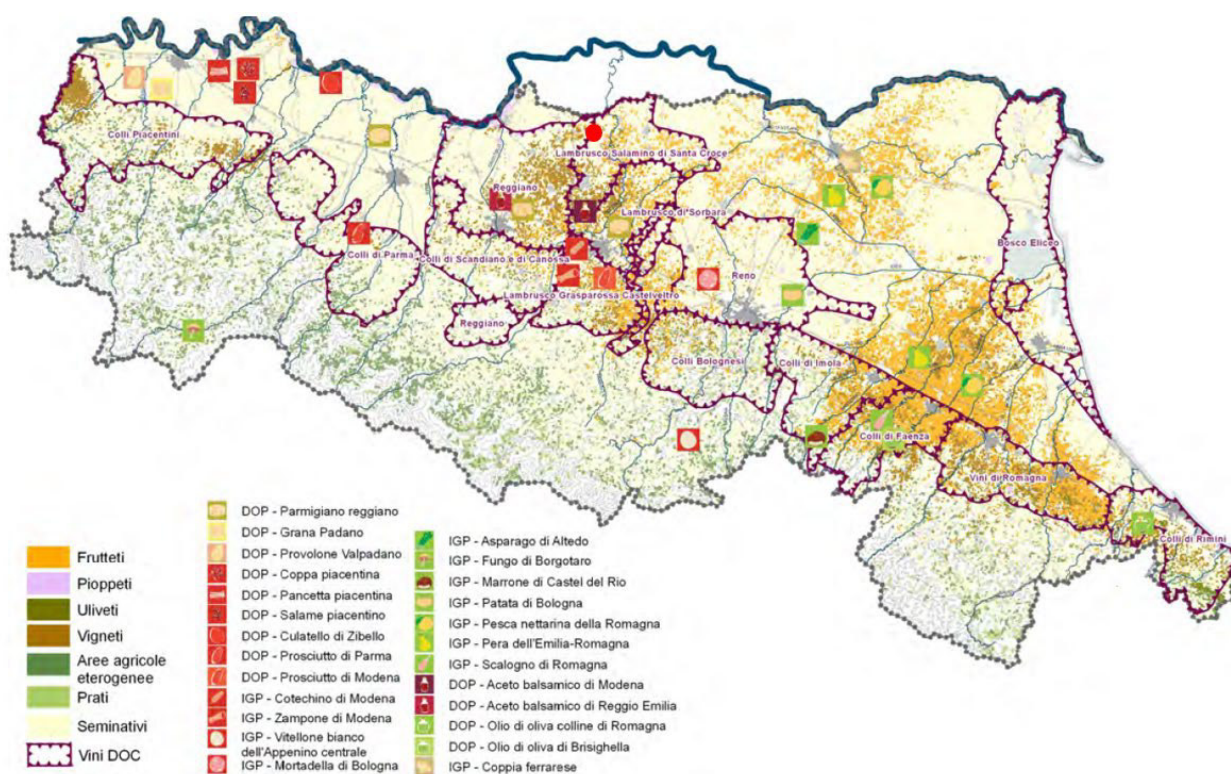 Colli Piacentini
Lambrusco Salamino di Santa Croce
Reggiano
Lambrusco di Sorbara
Bosco Eliceo
Colli di Parma
Colli di Scandiano e di Canossa
Reno
Lambrusco Grasparossa Castelveltro
Reggiano
Colli Bolognesi
Colli di Imola
Colli di Faenza
Vini di Romagna
Colli di Rimini
Frutteti
Pioppeti
Uliveti
Vigneti
Aree agricole
eterogenee
Prati
Seminativi
Vini DOC
DOP - Parmigiano reggiano
DOP - Grana Padano
DOP - Provolone Valpadano
DOP - Coppa piacentina
DOP - Pancetta piacentina
DOP - Salame piacentino
DOP - Culatello di Zibello
DOP - Prosciutto di Parma
DOP - Prosciutto di Modena
IGP - Cotechino di Modena
IGP - Zampone di Modena
IGP - Vitellone bianco
dell'Appenino centrale
IGP - Mortadella di Bologna
IGP - Asparago di Altedo
IGP - Fungo di Borgotaro
IGP - Marrone di Castel del Rio
IGP - Patata di Bologna
IGP - Pesca nettarina della Romagna
IGP - Pera dell'Emilia-Romagna
IGP - Scalogno di Romagna
DOP - Aceto balsamico di Modena
DOP - Aceto balsamico di Reggio Emilia
DOP - Olio di oliva colline di Romagna
DOP - Olio di oliva di Brisighella
IGP - Coppia ferrarese